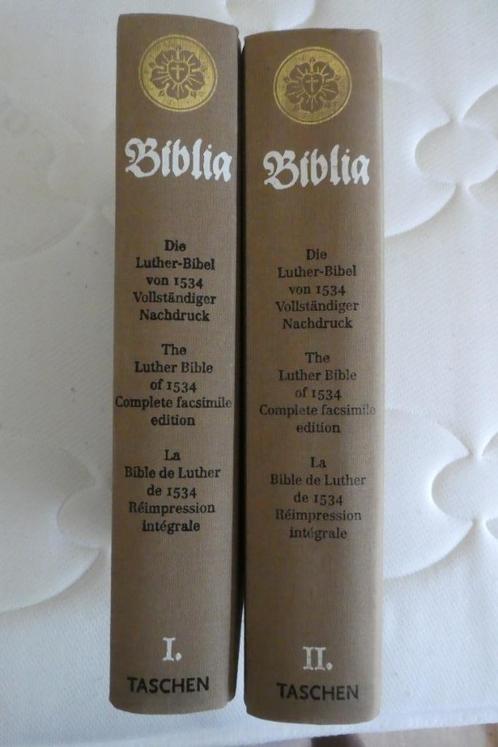 Biblia
Die
Luther-Bibel
von 1534
Vollständiger
Nachdruck
The
Luther Bible
of 1534
Complete facsimile
edition
La
Bible de Luther
de 1534
Réimpression
intégrale
I.
TASCHEN
Biblia
Die
Luther-Bibel
von 1534
Vollständiger
Nachdruck
The
Luther Bible
of 1534
Complete facsimile
edition
La
Bible de Luther
de 1534
Réimpression
intégrale
II.
TASCHEN